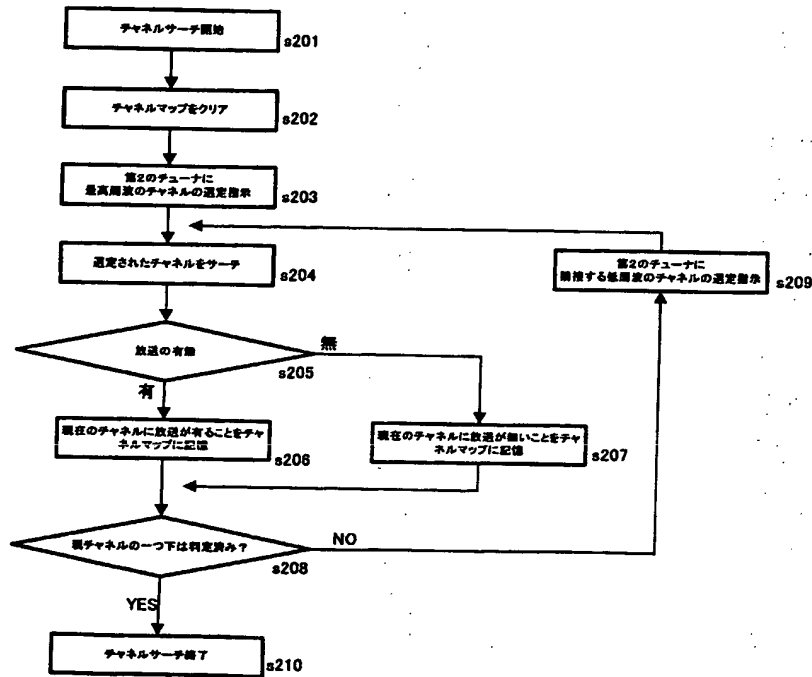 チャネルサーチ開始
s201
チャネルマップをクリア
s202
第2のチューナに
最高周波のチャネルの選定指示
s203
選定されたチャネルをサーチ
s204
第2のチューナに
隣接する低周波のチャネルの選定指示
s209
放送の有無
無
s205
有
現在のチャネルに放送が有ることをチャ
ネルマップに記憶
s206
現在のチャネルに放送が無いことをチャ
ネルマップに記憶
s207
現チャネルの一つ下は判定済み?
NO
s208
YES
チャネルサーチ終了
s210